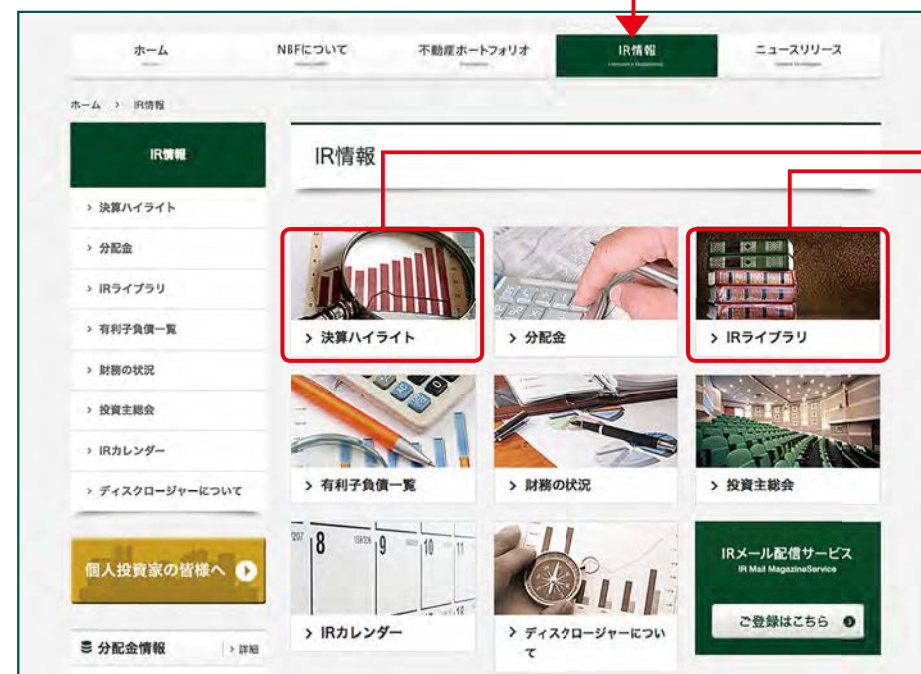 ホーム
NBFについて
不動産ポートフォリオ
IR情報
ニュースリリース
ホーム > IR情報
IR情報
> 決算ハイライト
> 分配金
> IRライブラリ
> 有利子負債一覧
> 財務の状況
> 投資主総会
> IRカレンダー
> ディスクロージャーについて
個人投資家の皆様へ
分配金情報
> 詳細
IR情報
> 決算ハイライト
> 分配金
> IRライブラリ
> 有利子負債一覧
> 財務の状況
> 投資主総会
8
9
10
11
> IRカレンダー
> ディスクロージャーについ
て
IRメール配信サービス
IR Mail MagazineService
ご登録はこちら